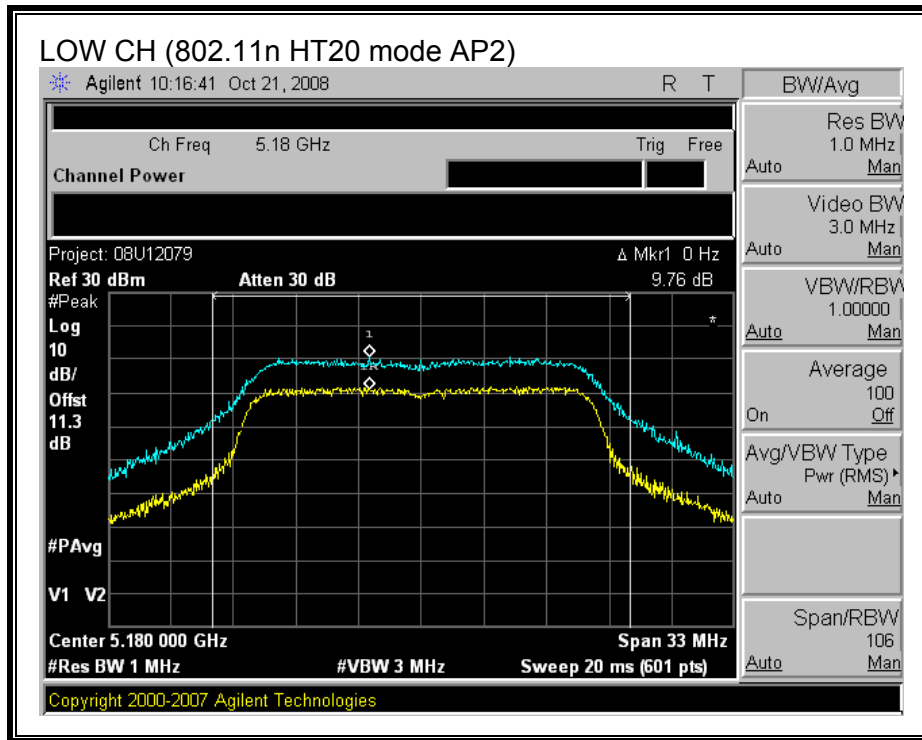 LOW CH (802.11n HT20 mode AP2)
Agilent 10:16:41 Oct 21, 2008 R T
BW/Avg
Ch Freq 5.18 GHz Trig Free
Channel Power
Project: 08U12079 Δ Mkr1 0 Hz
Ref 30 dBm Atten 30 dB 9.76 dB
#Peak
Log
10
dB/
Offst
11.3
dB
1
1R
*
#PAvg
V1 V2
Center 5.180 000 GHz Span 33 MHz
#Res BW 1 MHz #VBW 3 MHz Sweep 20 ms (601 pts)
Copyright 2000-2007 Agilent Technologies
Res BW
1.0 MHz
Auto Man
Video BW
3.0 MHz
Auto Man
VBW/RBW
1.00000
Auto Man
Average
100
On Off
Avg/VBW Type
Pwr (RMS)
Auto Man
Span/RBW
106
Auto Man